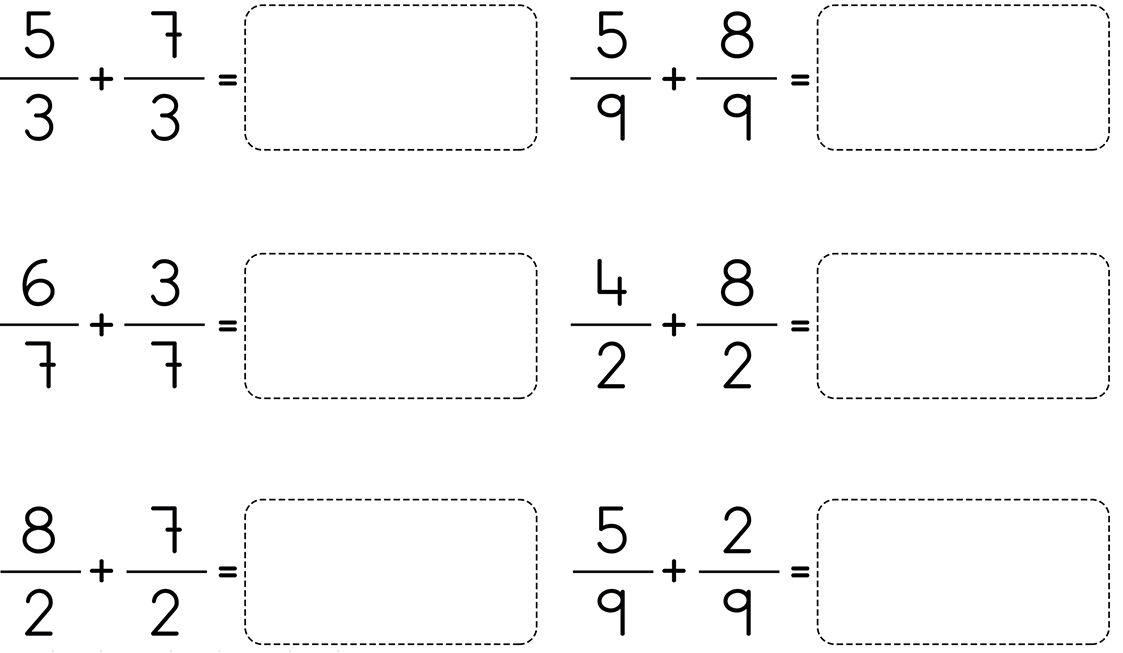 5/3 + 7/3 =
5/9 + 8/9 =
6/7 + 3/7 =
4/2 + 8/2 =
8/2 + 7/2 =
5/9 + 2/9 =